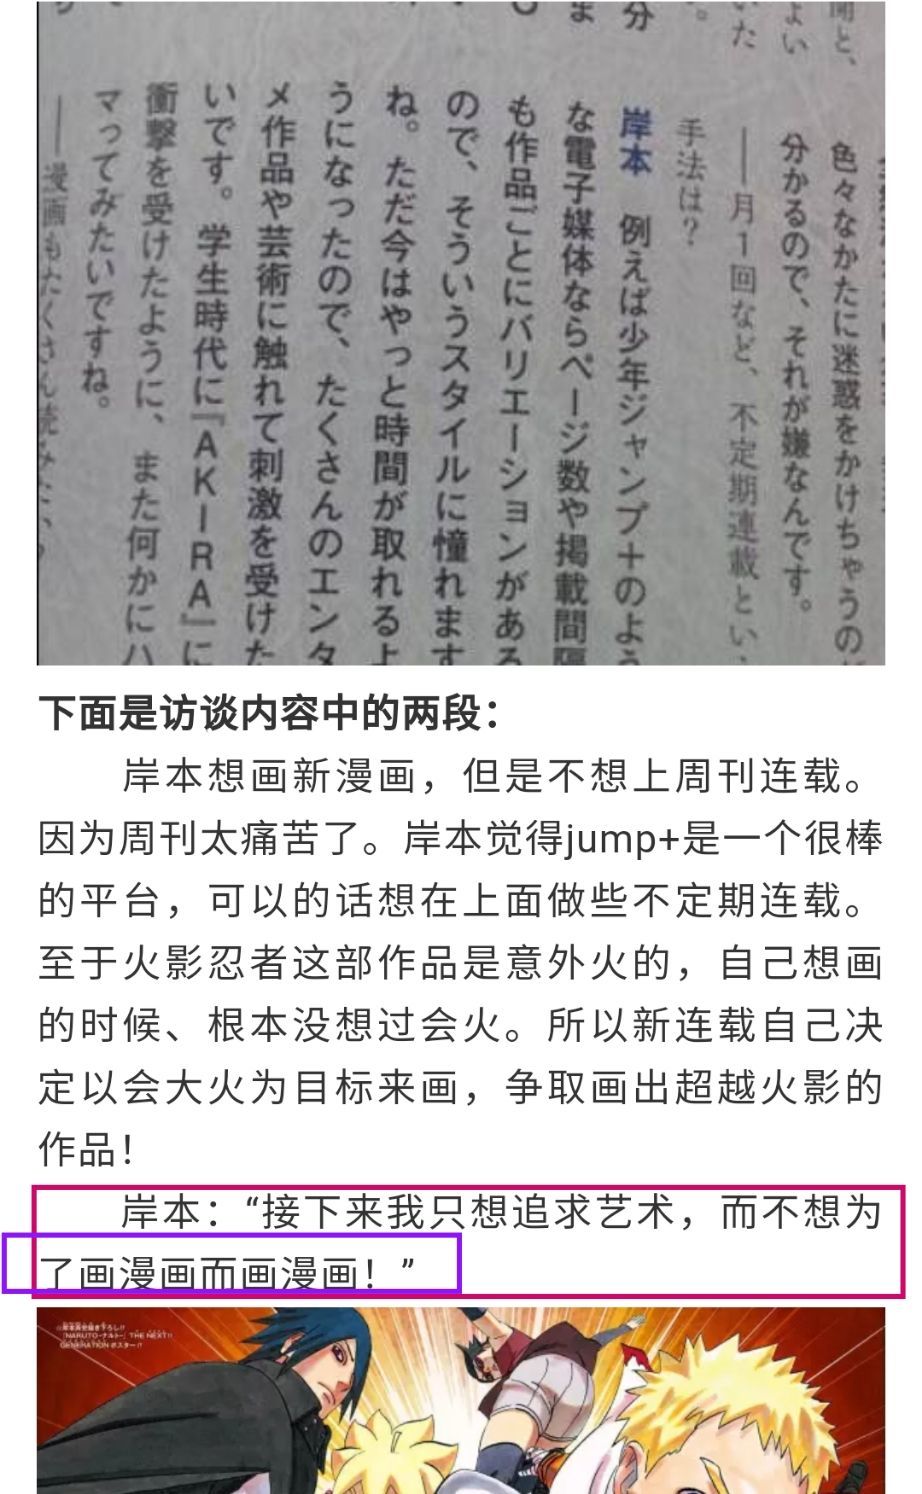 開と、
よい
いた
分
ま
色々なかたに迷惑をかけちゃうの
分かるので、それが嫌なんです。
——月1回など、不定期連載とい
手法は？
岸本　例えば少年ジャンプ＋のよう
な電子媒体ならページ数や掲載間隔
も作品ごとにバリエーションがある
ので、そういうスタイルに憧れます
ね。ただ今はやっと時間が取れるよ
うになったので、たくさんのエンタ
メ作品や芸術に触れて刺激を受けた
いです。学生時代に『AKIRA』に
衝撃を受けたように、また何かにハ
マってみたいですね。
——漫画もたくさん読みた
下面是访谈内容中的两段：
岸本想画新漫画，但是不想上周刊连载。
因为周刊太痛苦了。岸本觉得jump+是一个很棒
的平台，可以的话想在上面做些不定期连载。
至于火影忍者这部作品是意外火的，自己想画
的时候、根本没想过会火。所以新连载自己决
定以会大火为目标来画，争取画出超越火影的
作品！
岸本：“接下来我只想追求艺术，而不想为
了画漫画而画漫画！”
「NARUTO-ナルト-」THE NEXT!!
GENERATION ポスター!!